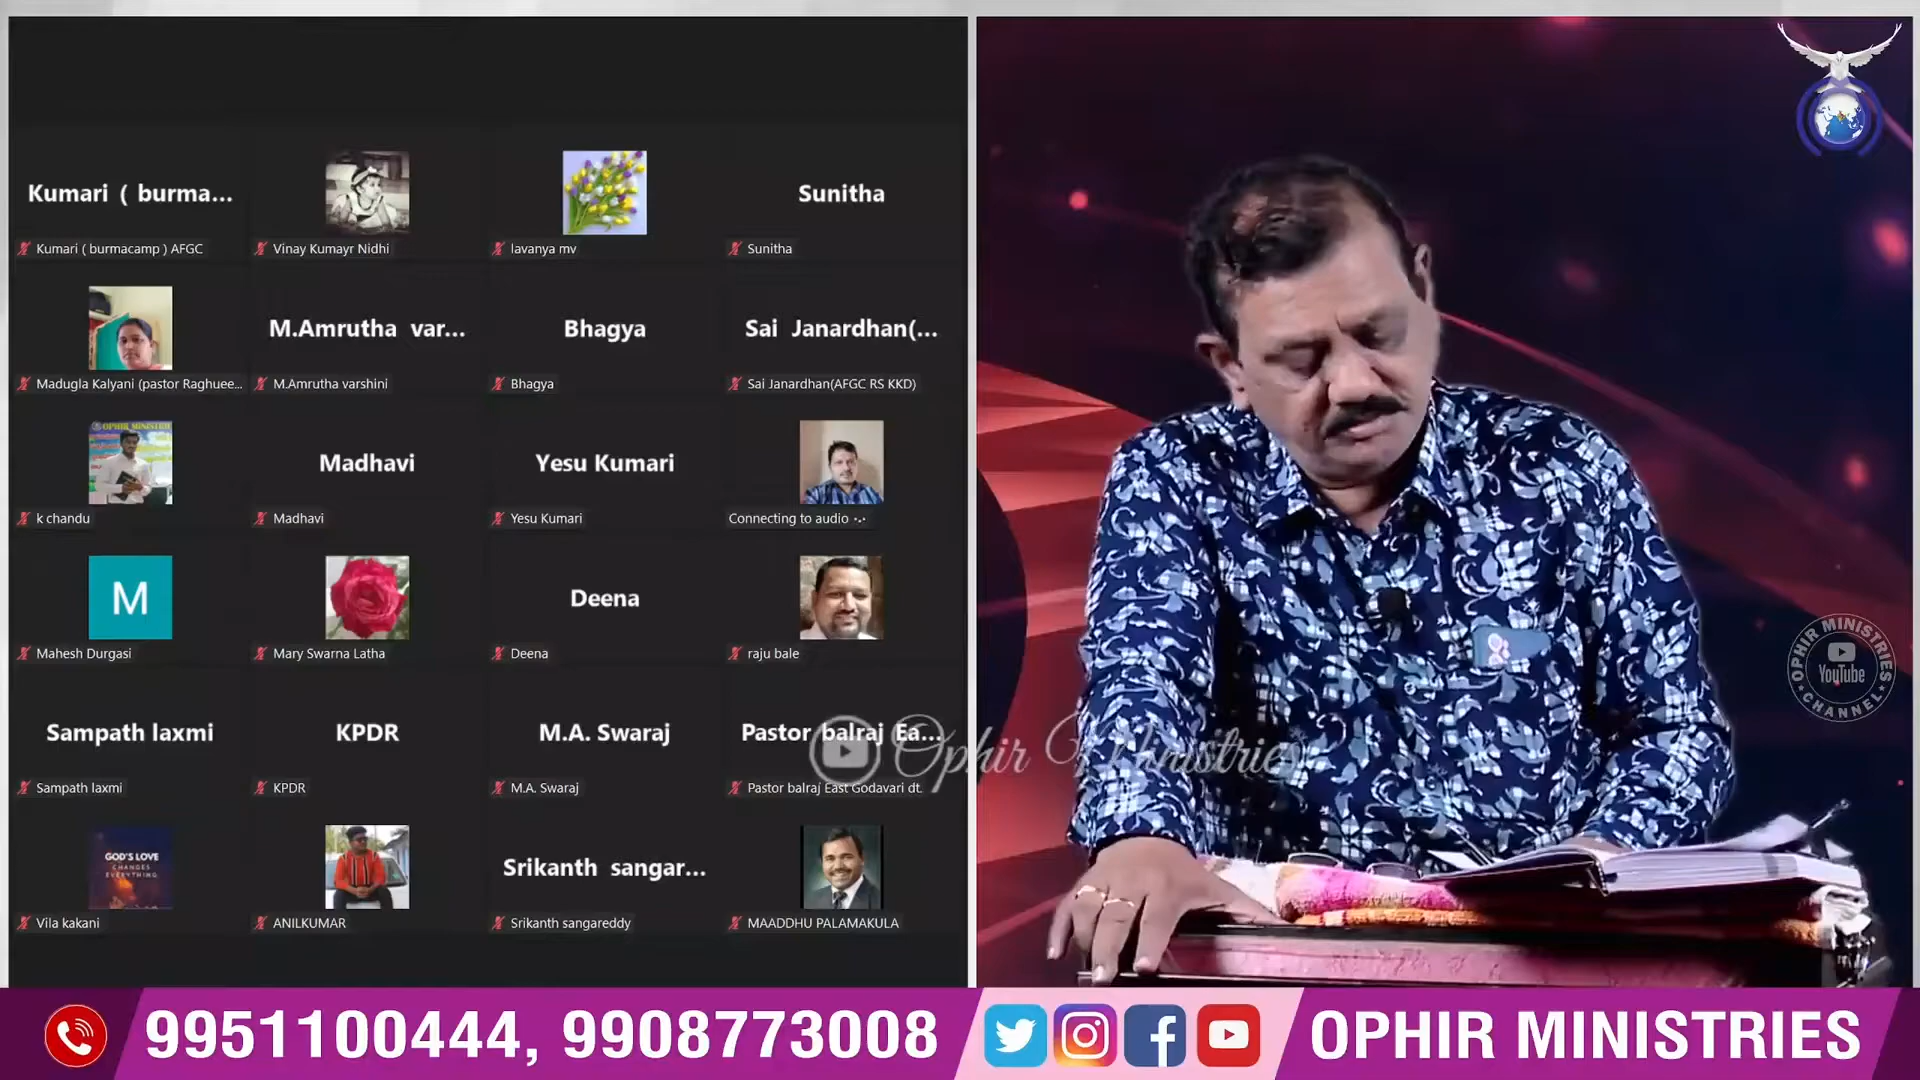 Kumari ( burma...
Kumari ( burmacamp ) AFGC
Vinay Kumayr Nidhi
lavanya mv
Sunitha
Sunitha
Madugla Kalyani (pastor Raghuee...
M.Amrutha var...
M.Amrutha varshini
Bhagya
Bhagya
Sai Janardhan(...
Sai Janardhan(AFGC RS KKD)
OPHIR MINISTRI
k chandu
Madhavi
Madhavi
Yesu Kumari
Yesu Kumari
Connecting to audio
M
Mahesh Durgasi
Mary Swarna Latha
Deena
Deena
raju bale
Sampath laxmi
Sampath laxmi
KPDR
KPDR
M.A. Swaraj
M.A. Swaraj
Pastor balraj Ea...
Pastor balraj East Godavari dt.
GOD'S LOVE
CHANGES
EVERYTHING
Vila kakani
ANILKUMAR
Srikanth sangar...
Srikanth sangareddy
MAADDHU PALAMAKULA
Ophir Ministries
OPHIR MINISTRIES
YouTube
CHANNEL
9951100444, 9908773008
OPHIR MINISTRIES